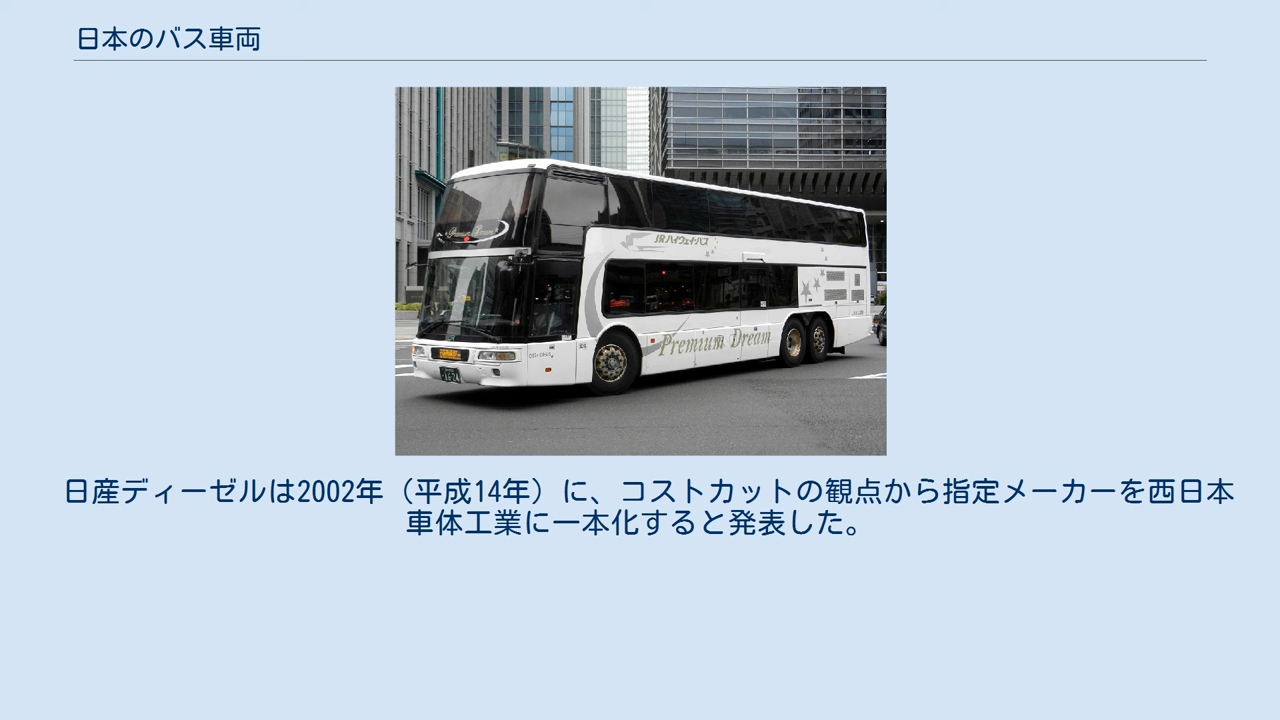 日本のバス車両
JRハイウェイ・バス
Premium Dream
日産ディーゼルは2002年（平成14年）に、コストカットの観点から指定メーカーを西日本
車体工業に一本化すると発表した。